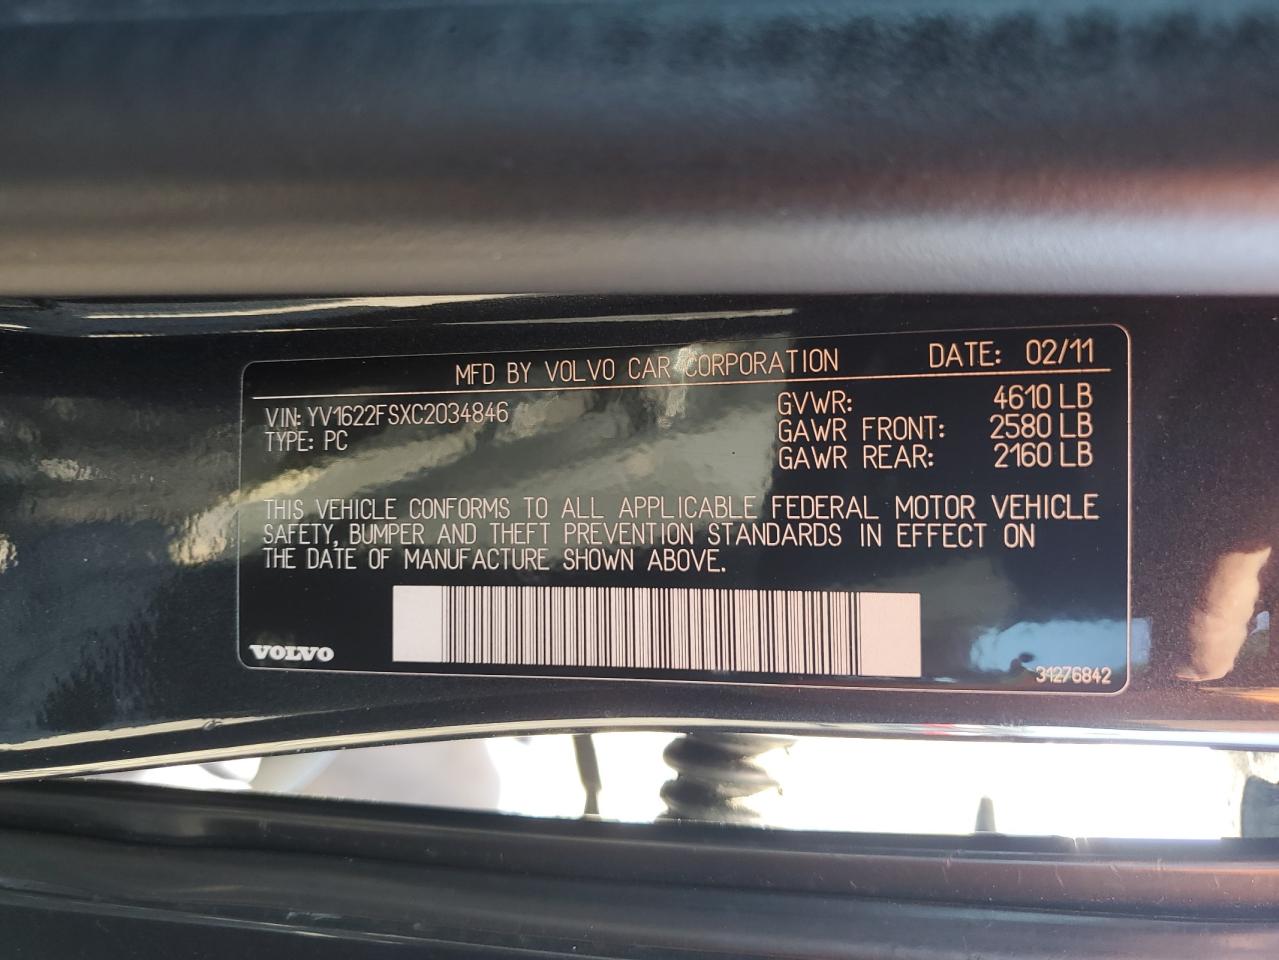 MFD BY VOLVO CAR CORPORATION DATE: 02/11
VIN: YV1622FSXC2034846 GVWR: 4610 LB
TYPE: PC GAWR FRONT: 2580 LB
GAWR REAR: 2160 LB
THIS VEHICLE CONFORMS TO ALL APPLICABLE FEDERAL MOTOR VEHICLE
SAFETY, BUMPER AND THEFT PREVENTION STANDARDS IN EFFECT ON
THE DATE OF MANUFACTURE SHOWN ABOVE.
VOLVO
31276842